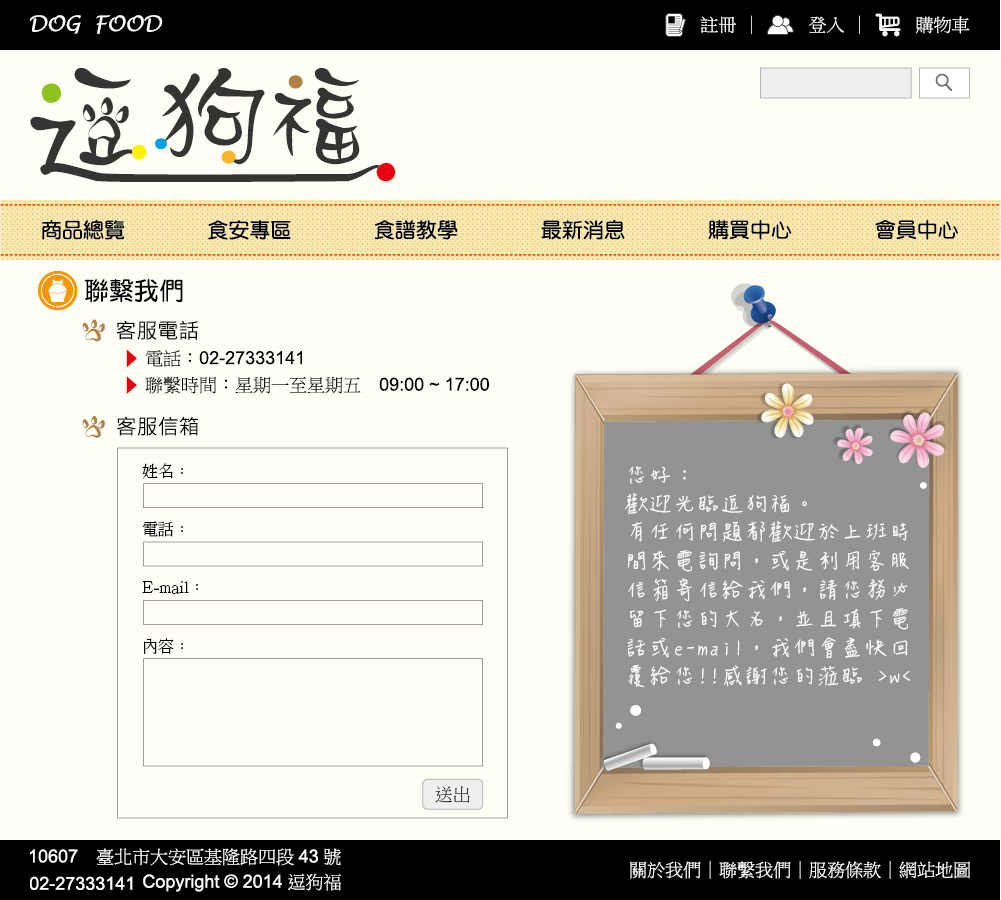 DOG FOOD
註冊｜登入｜購物車
逗狗福
商品總覽 食安專區 食譜教學 最新消息 購買中心 會員中心
聯繫我們
客服電話
電話：02-27333141
聯繫時間：星期一至星期五 09:00 ~ 17:00
客服信箱
姓名：
電話：
E-mail：
內容：
送出
您好：
歡迎光臨逗狗福。
有任何問題都歡迎於上班時
間來電詢問，或是利用客服
信箱寄信給我們，請您務必
留下您的大名，並且填下電
話或e-mail，我們會盡快回
覆給您!!感謝您的蒞臨 >w<
10607 臺北市大安區基隆路四段 43 號
02-27333141 Copyright © 2014 逗狗福
關於我們｜聯繫我們｜服務條款｜網站地圖